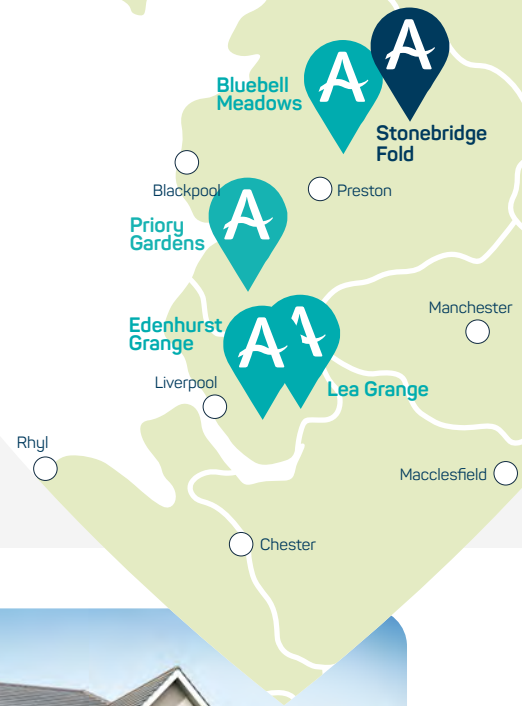 A
A
Bluebell
Meadows
Stonebridge
Fold
Blackpool
Preston
A
Priory
Gardens
Manchester
Edenhurst
Grange
A
A
Liverpool
Lea Grange
Rhyl
Macclesfield
Chester